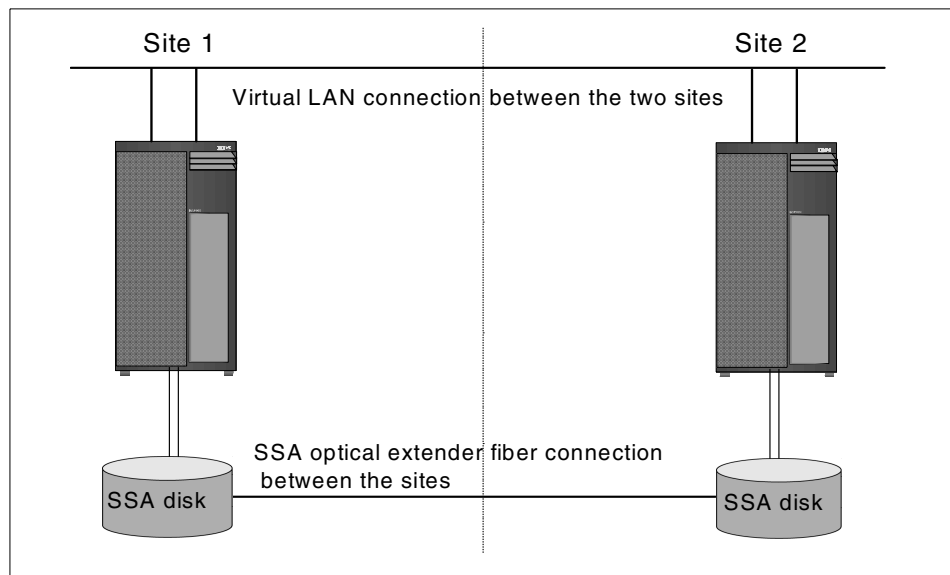 Site 1
Site 2
Virtual LAN connection between the two sites
SSA optical extender fiber connection
between the sites
SSA disk
SSA disk